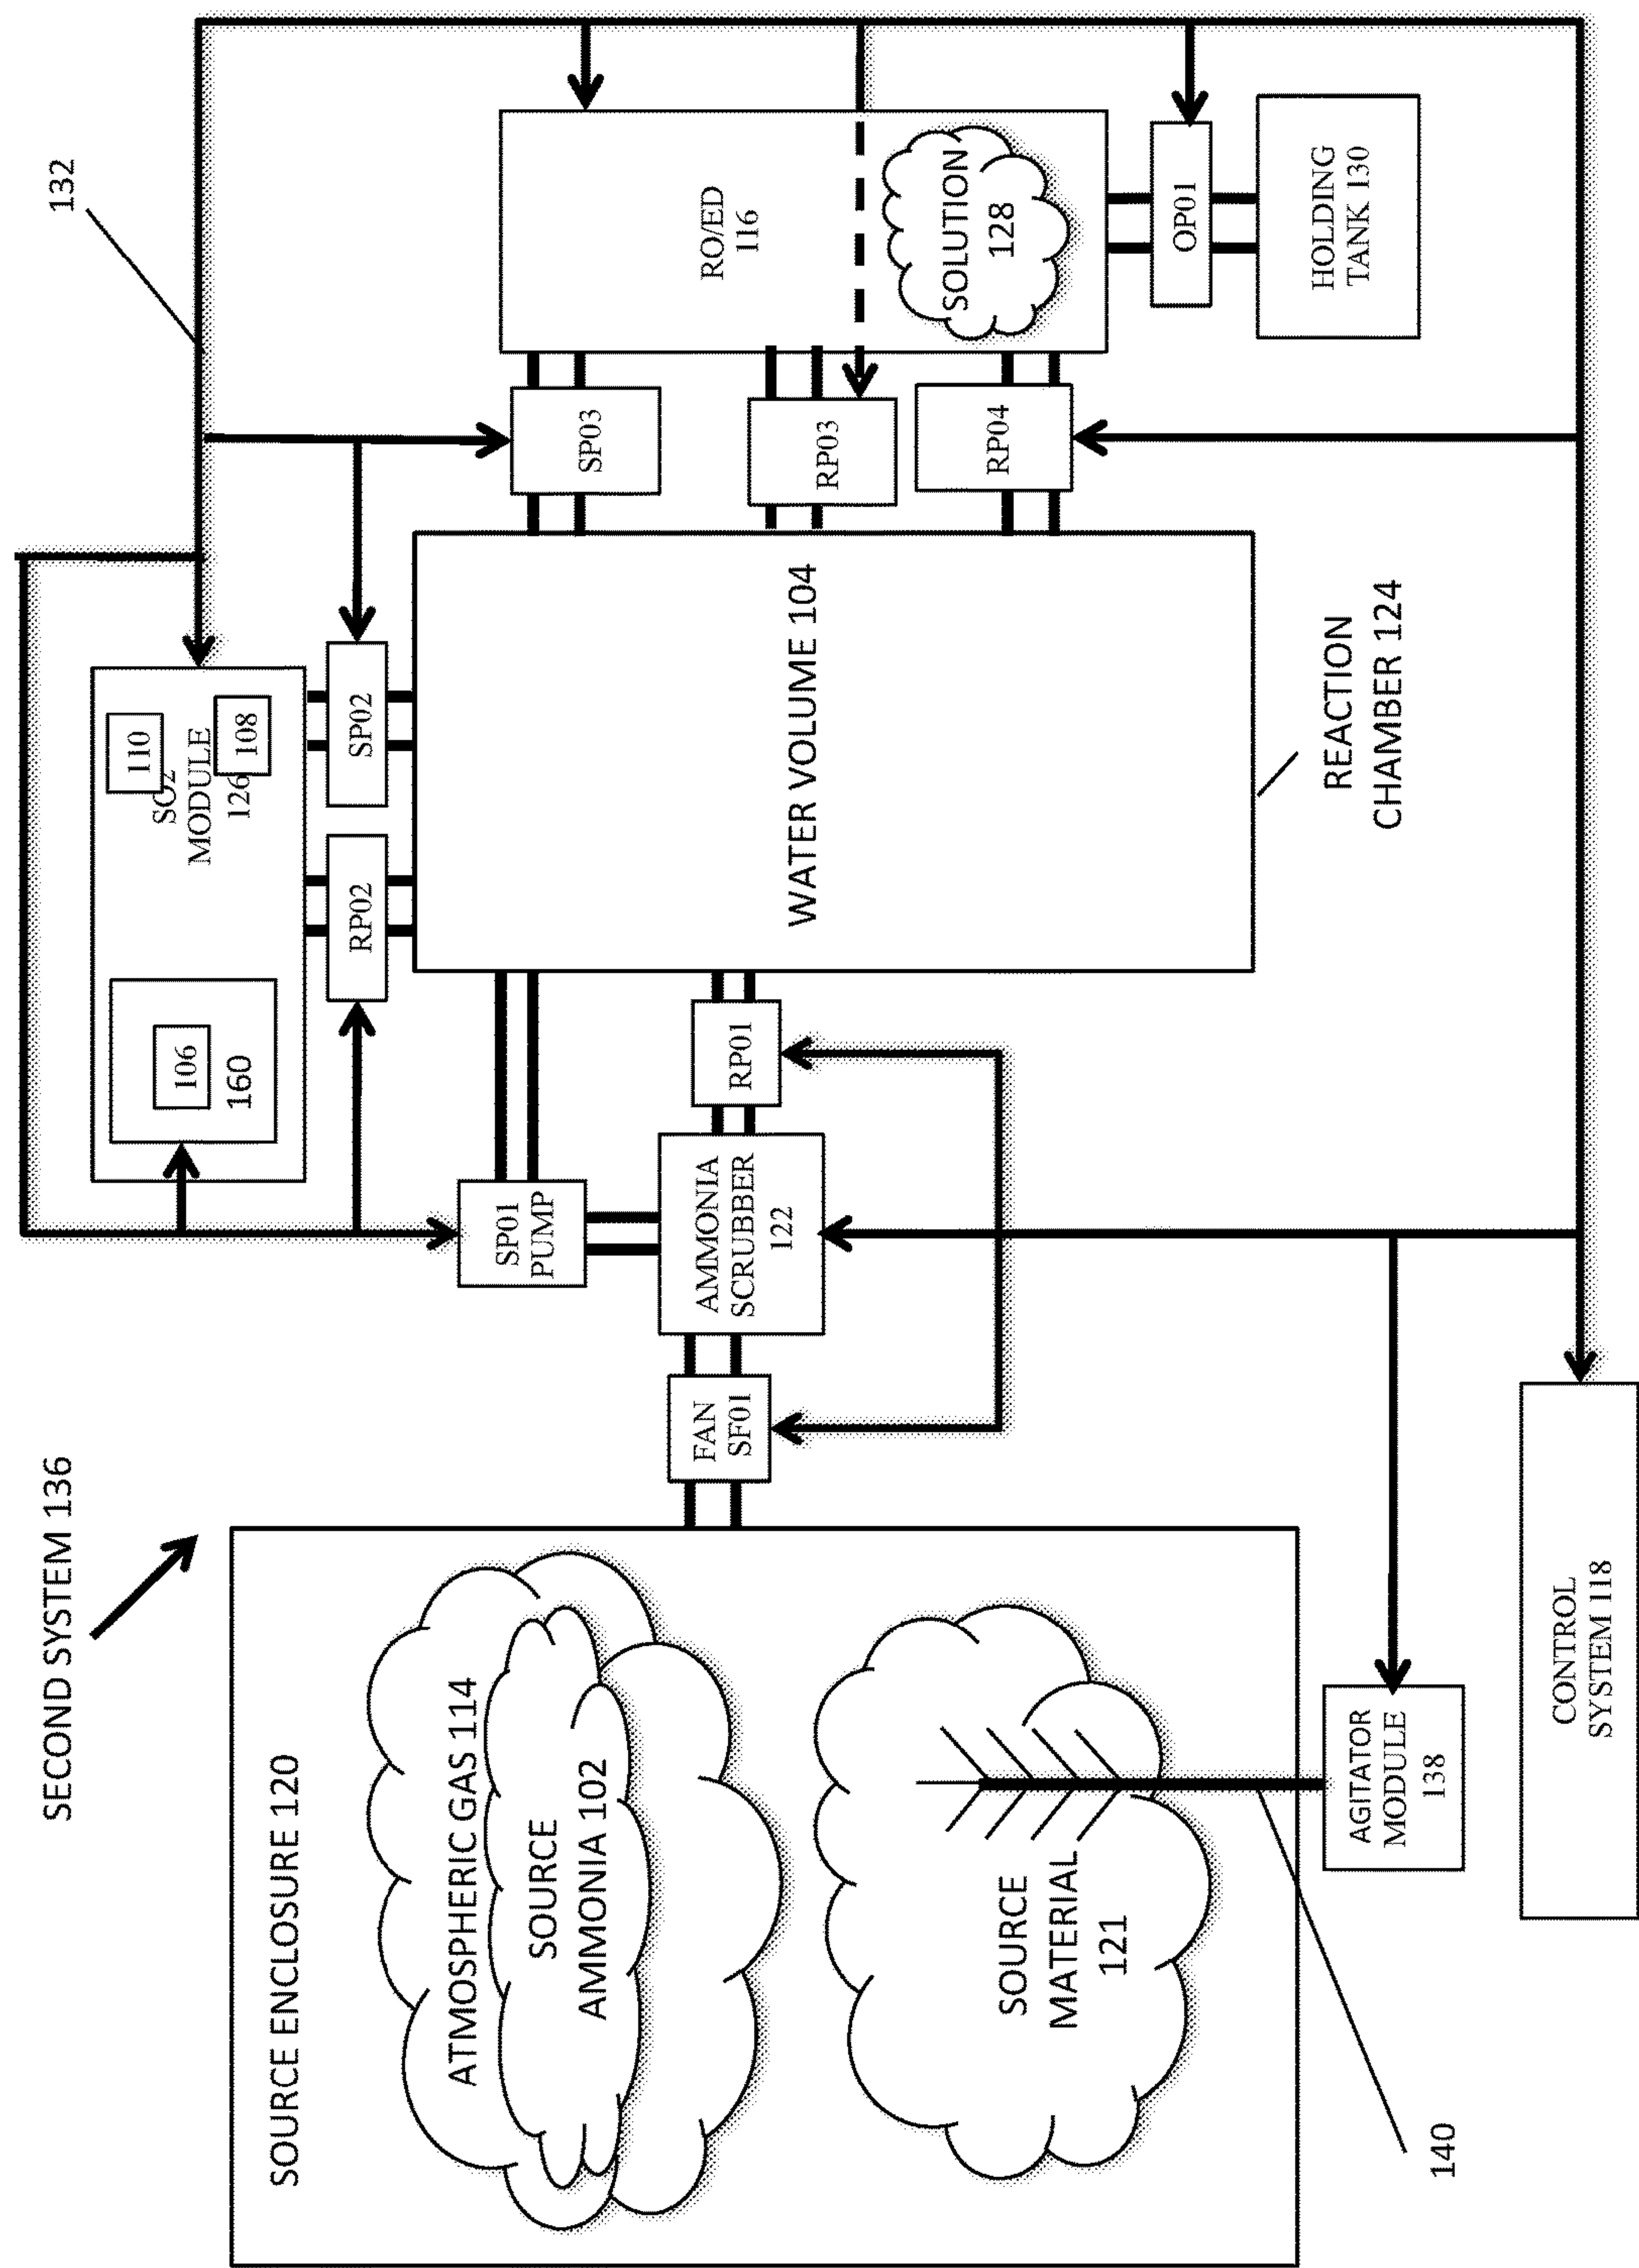 SECOND SYSTEM 136
132
SOURCE ENCLOSURE 120
ATMOSPHERIC GAS 114
SOURCE
AMMONIA 102
SOURCE
MATERIAL
121
140
AGITATOR
MODULE
138
CONTROL
SYSTEM 118
FAN
SF01
AMMONIA
SCRUBBER
122
SP01
PUMP
RP01
106
160
110
SO2
MODULE
126
108
RP02
SP02
WATER VOLUME 104
REACTION
CHAMBER 124
SP03
RP03
RP04
RO/ED
116
SOLUTION
128
OP01
HOLDING
TANK 130